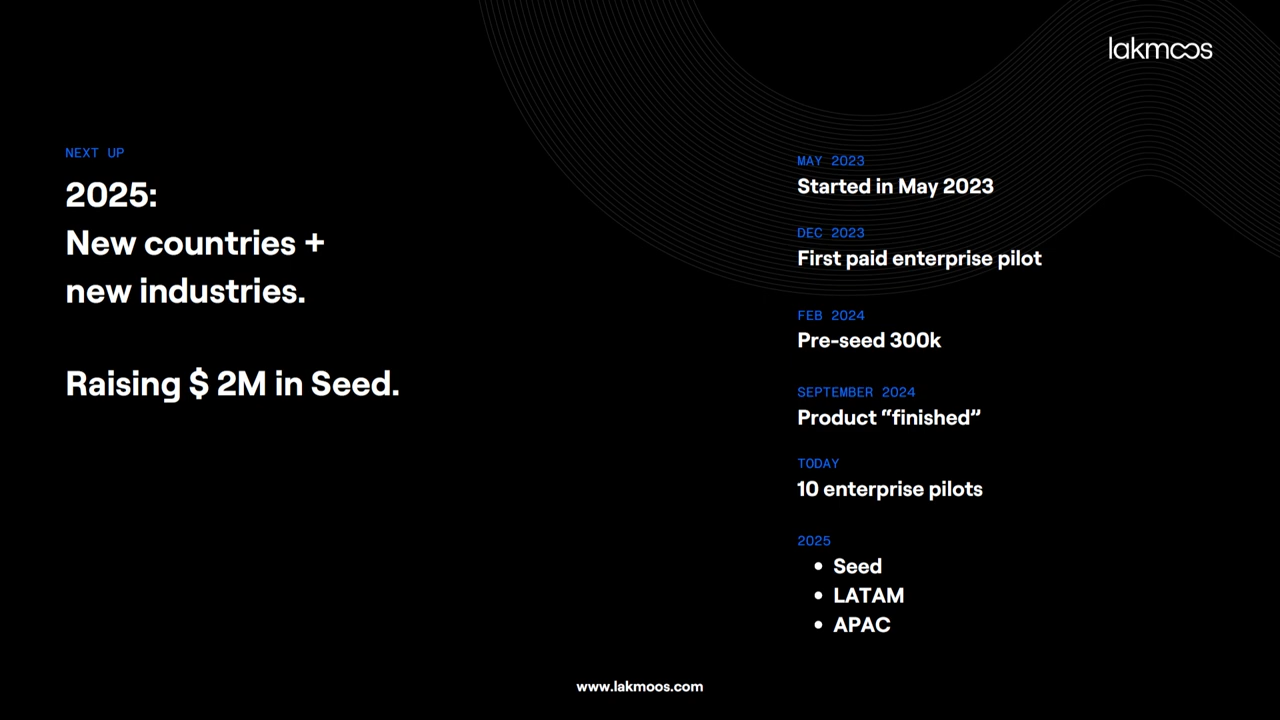 lakmoos
NEXT UP
2025:
New countries +
new industries.
Raising $ 2M in Seed.
MAY 2023
Started in May 2023
DEC 2023
First paid enterprise pilot
FEB 2024
Pre-seed 300k
SEPTEMBER 2024
Product “finished”
TODAY
10 enterprise pilots
2025
• Seed
• LATAM
• APAC
www.lakmoos.com